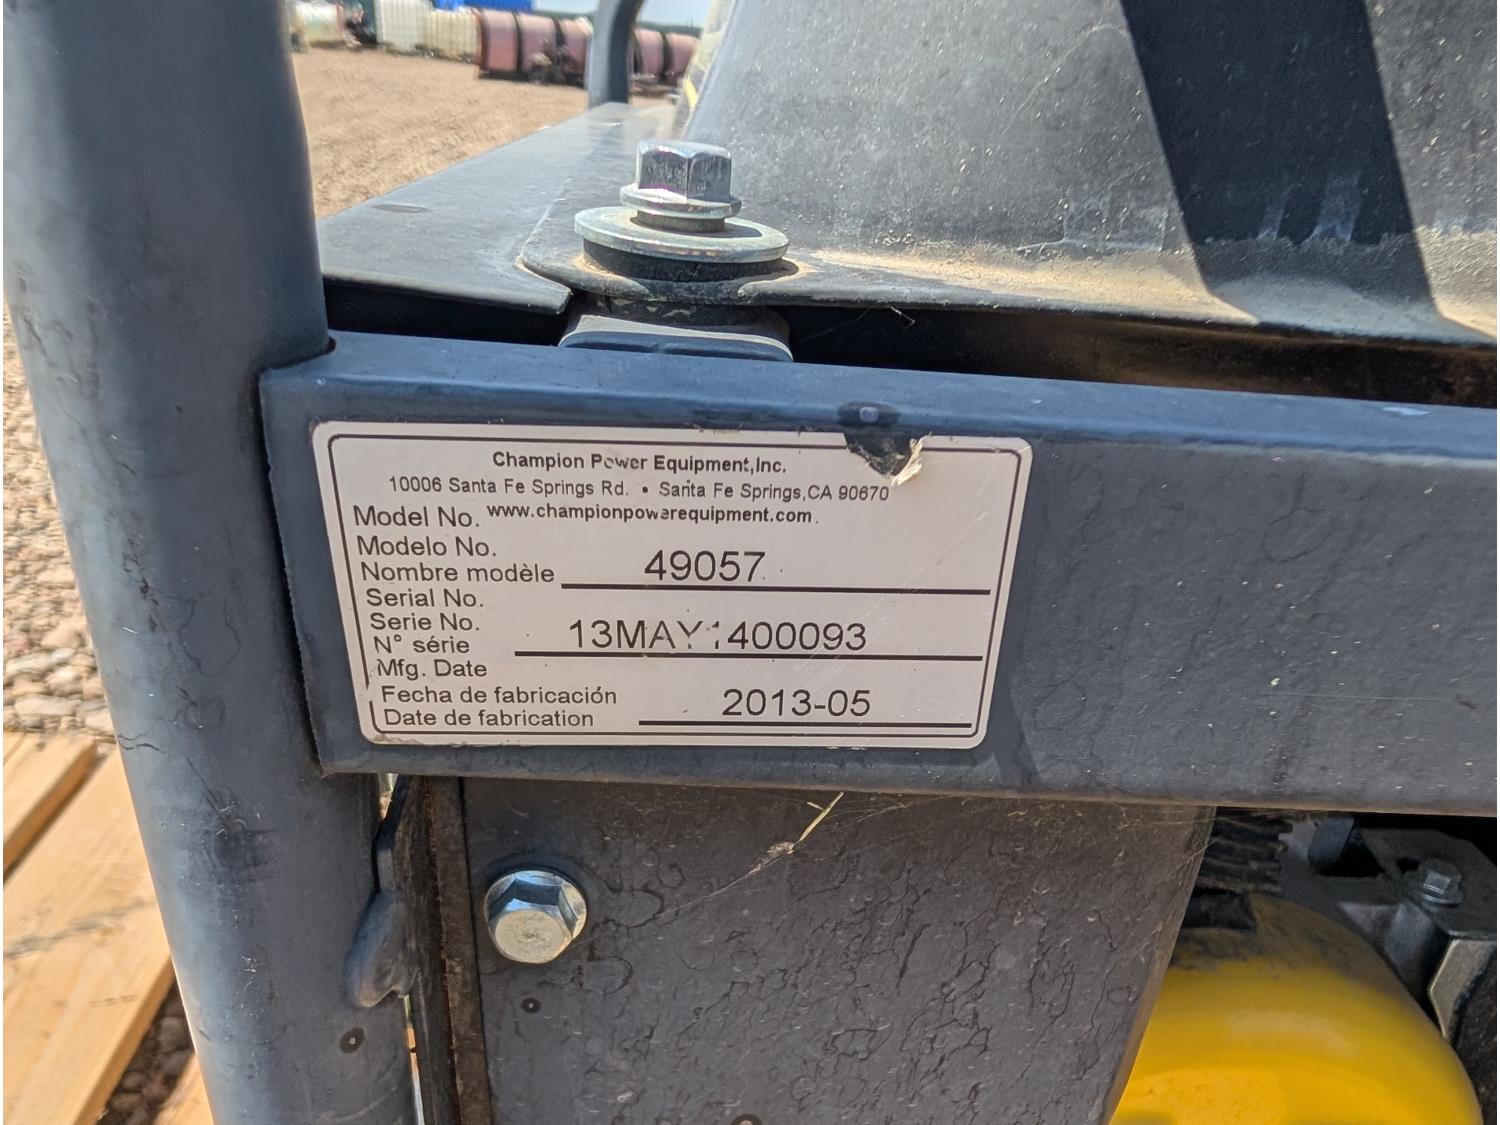 Champion Power Equipment,Inc.
10006 Santa Fe Springs Rd. • Santa Fe Springs,CA 90670
www.championpowerequipment.com
Model No.
Modelo No.
Nombre modèle 49057
Serial No.
Serie No.
N° série 13MAY1400093
Mfg. Date
Fecha de fabricación
Date de fabrication 2013-05